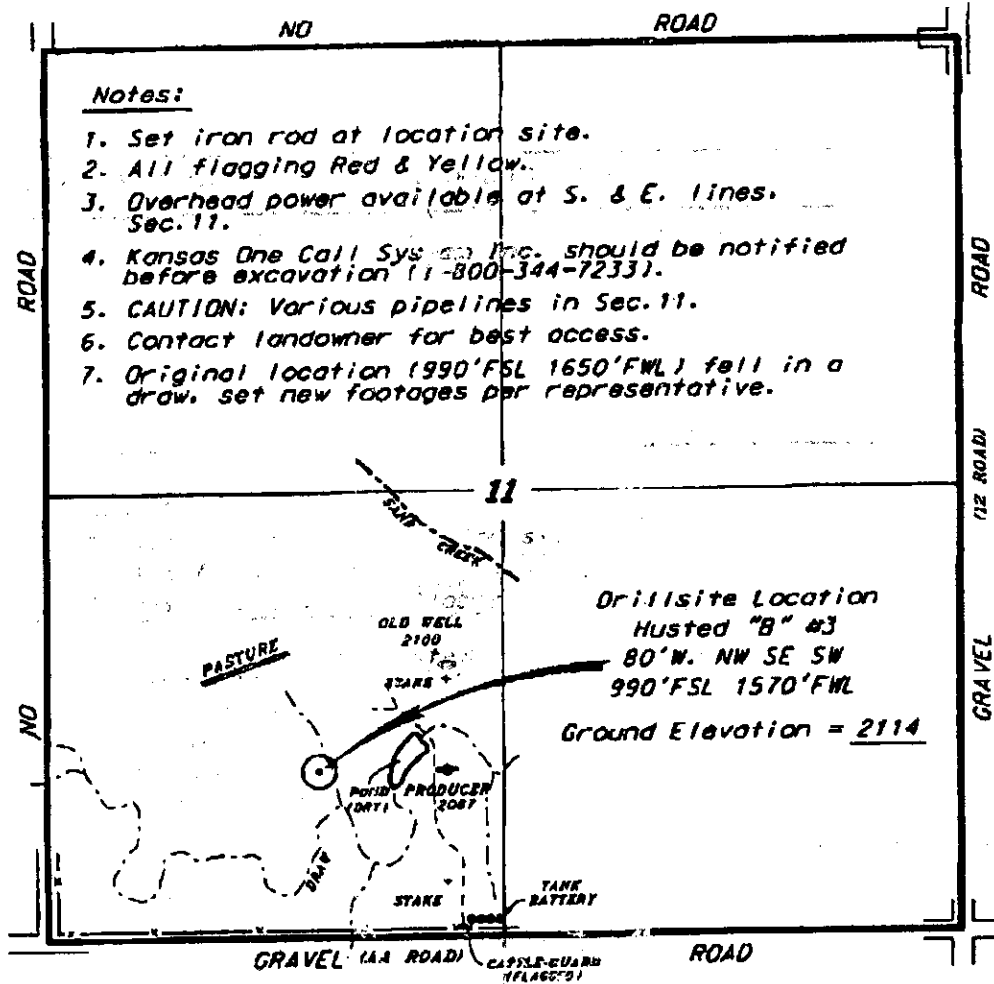 NO ROAD
Notes:
1. Set iron rod at location site.
2. All flagging Red & Yellow.
3. Overhead power available at S. & E. lines.
Sec.11.
4. Kansas One Call System Inc. should be notified
before excavation (1-800-344-7233).
5. CAUTION: Various pipelines in Sec.11.
6. Contact landowner for best access.
7. Original location (990'FSL 1650'FWL) fell in a
draw, set new footages per representative.
ROAD
NO
ROAD
(12 ROAD)
GRAVEL
11
SAND
CREEK
OLD WELL
2100
STAKE
PASTURE
Drillsite Location
Husted "B" #3
80'W. NW SE SW
990'FSL 1570'FWL
Ground Elevation = 2114
POND
(DRY)
PRODUCER
2087
DRAW
STAKE
TANK
BATTERY
GRAVEL (AA ROAD)
CATTLE-GUARD
(FLAGGED)
ROAD